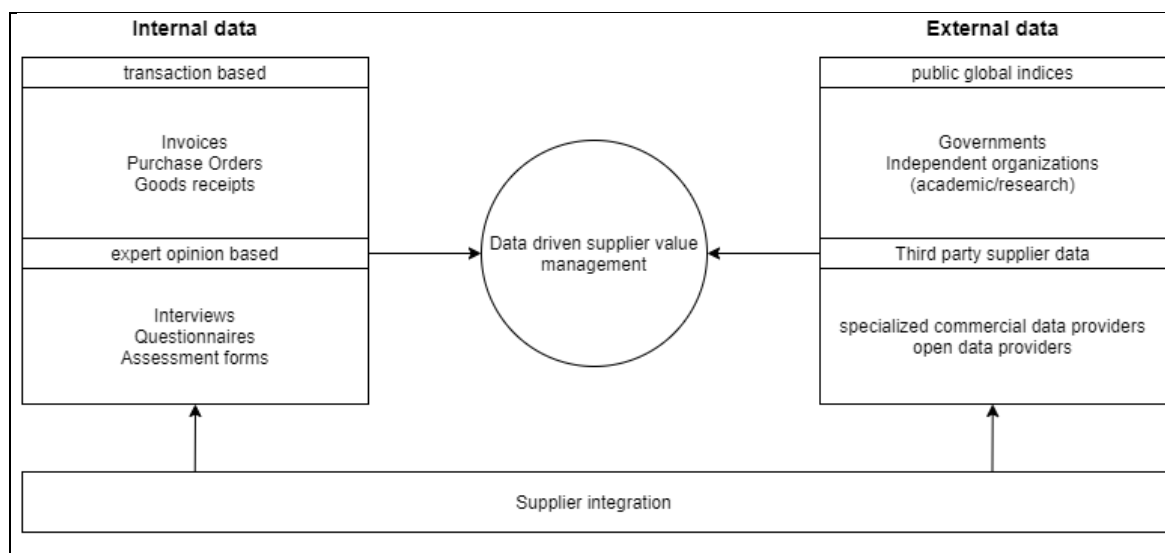 Internal data
transaction based
Invoices
Purchase Orders
Goods receipts
expert opinion based
Interviews
Questionnaires
Assessment forms
Data driven supplier value
management
External data
public global indices
Governments
Independent organizations
(academic/research)
Third party supplier data
specialized commercial data providers
open data providers
Supplier integration